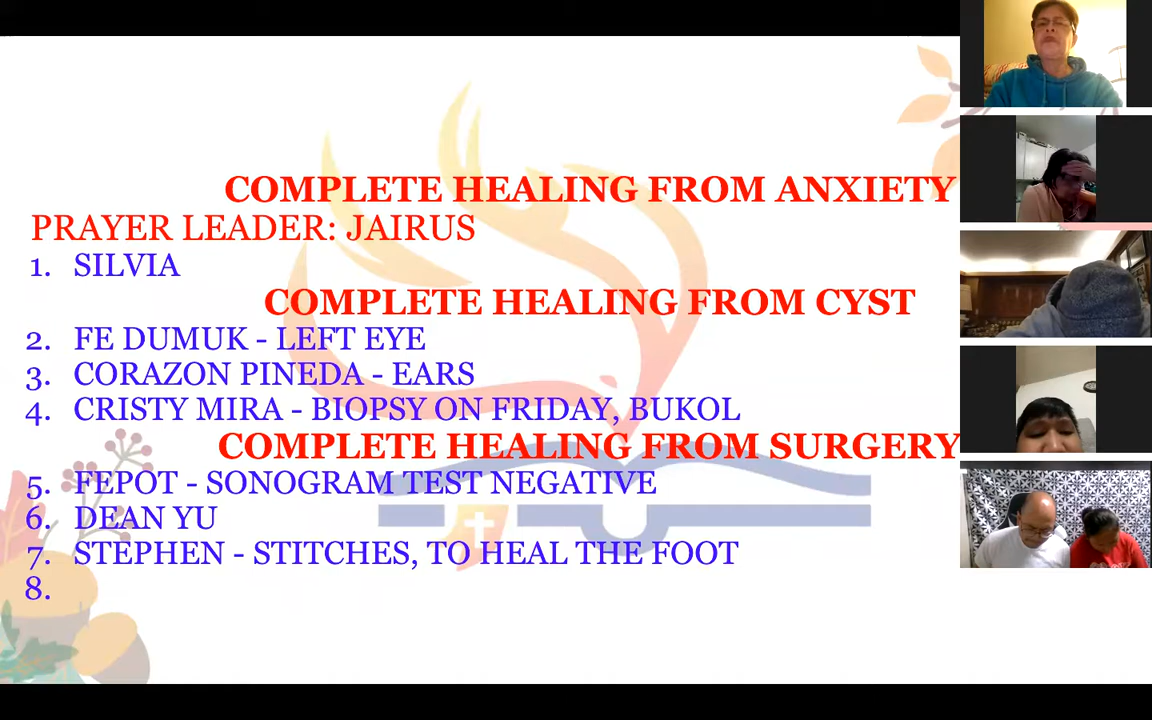 COMPLETE HEALING FROM ANXIETY
PRAYER LEADER: JAIRUS
1. SILVIA
COMPLETE HEALING FROM CYST
2. FE DUMUK - LEFT EYE
3. CORAZON PINEDA - EARS
4. CRISTY MIRA - BIOPSY ON FRIDAY, BUKOL
COMPLETE HEALING FROM SURGERY
5. FEPOT - SONOGRAM TEST NEGATIVE
6. DEAN YU
7. STEPHEN - STITCHES, TO HEAL THE FOOT
8.